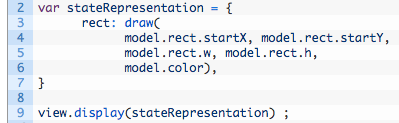 2 var stateRepresentation = {
3 rect: draw(
4 model.rect.startX, model.rect.startY,
5 model.rect.w, model.rect.h,
6 model.color),
7 }
8
9 view.display(stateRepresentation) ;